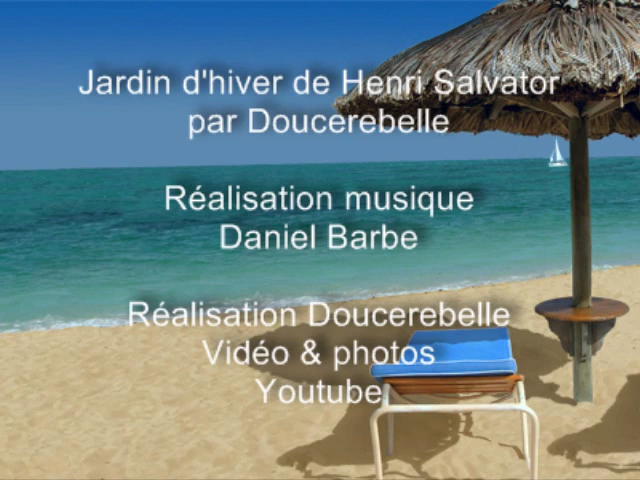 Jardin d'hiver de Henri Salvator
par Doucerebelle
Réalisation musique
Daniel Barbe
Réalisation Doucerebelle
Vidéo & photos
Youtube